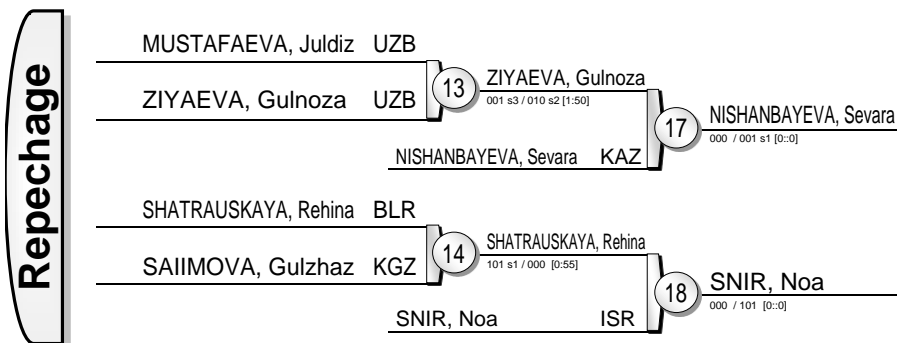 Repechage
MUSTAFAEVA, Juldiz UZB
ZIYAEVA, Gulnoza UZB
13
ZIYAEVA, Gulnoza
001 s3 / 010 s2 [1:50]
NISHANBAYEVA, Sevara KAZ
17
NISHANBAYEVA, Sevara
000 / 001 s1 [0::0]
SHATRAUSKAYA, Rehina BLR
SAIIMOVA, Gulzhaz KGZ
14
SHATRAUSKAYA, Rehina
101 s1 / 000 [0:55]
SNIR, Noa ISR
18
SNIR, Noa
000 / 101 [0::0]